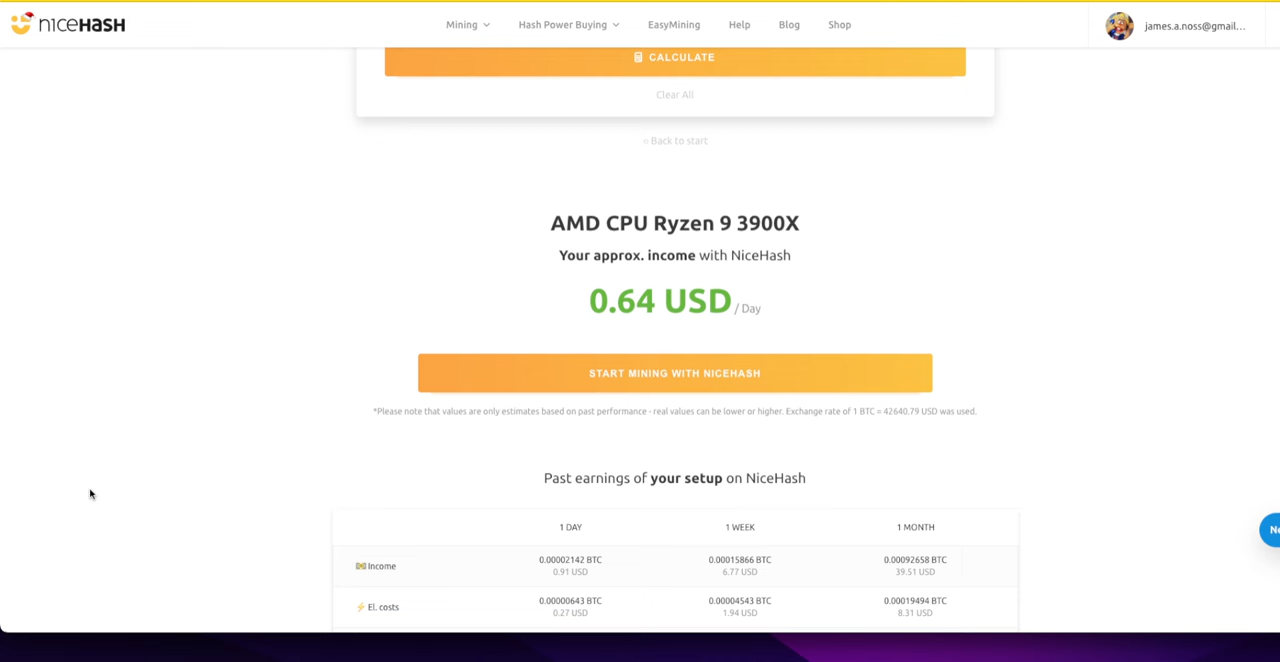 niceHASH
Mining Hash Power Buying EasyMining Help Blog Shop james.a.noss@gmail...
CALCULATE
Clear All
« Back to start
AMD CPU Ryzen 9 3900X
Your approx. income with NiceHash
0.64 USD / Day
START MINING WITH NICEHASH
*Please note that values are only estimates based on past performance - real values can be lower or higher. Exchange rate of 1 BTC = 42640.79 USD was used.
Past earnings of your setup on NiceHash
1 DAY 1 WEEK 1 MONTH
Income 0.00002142 BTC 0.00015866 BTC 0.00092658 BTC
0.91 USD 6.77 USD 39.51 USD
El. costs 0.00000643 BTC 0.00004543 BTC 0.00019494 BTC
0.27 USD 1.94 USD 8.31 USD